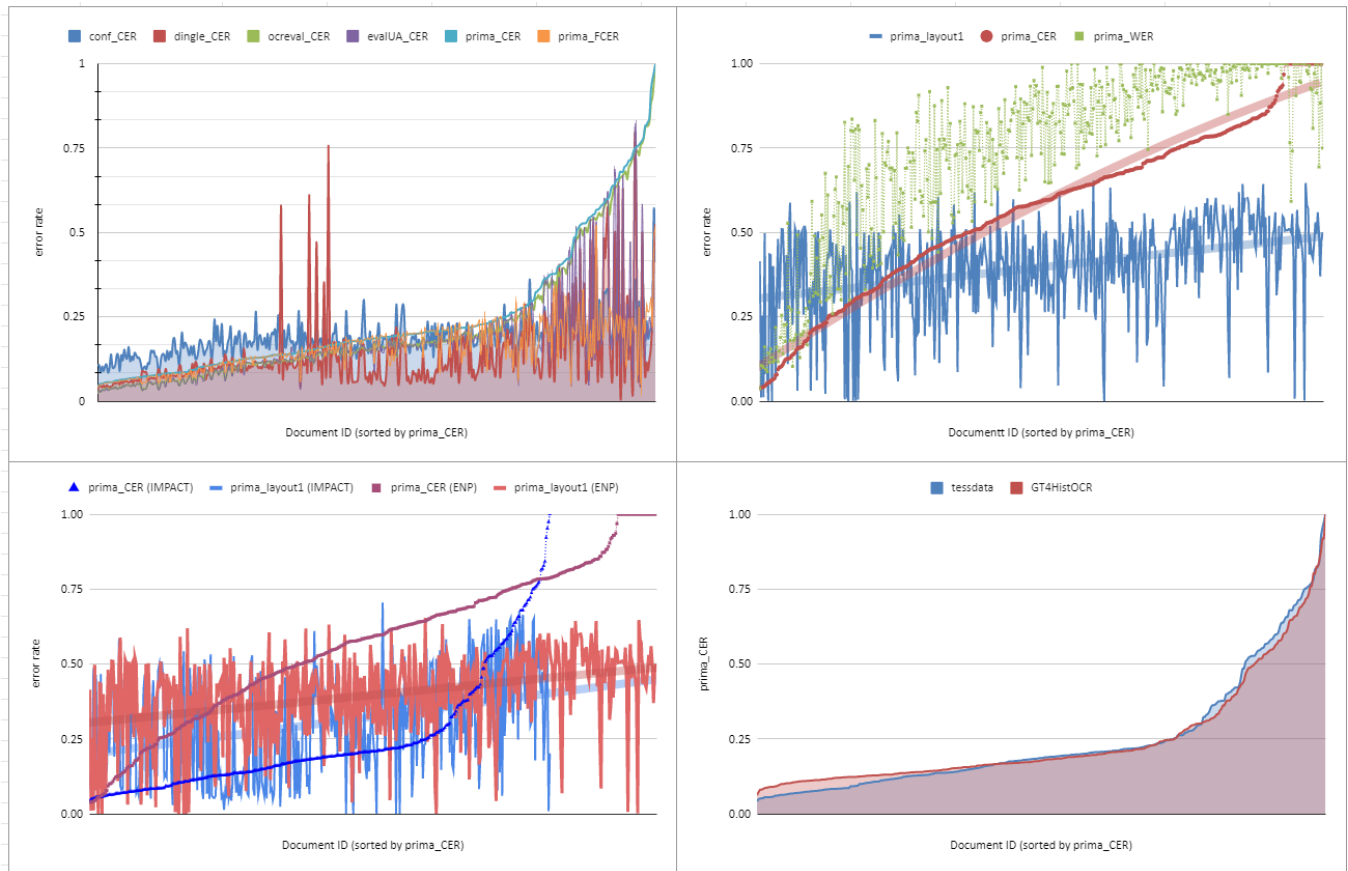 conf_CER dingle_CER ocreval_CER evalUA_CER prima_CER prima_FCER
1
0.75
0.5
0.25
0
error rate
Document ID (sorted by prima_CER)
prima_layout1 prima_CER prima_WER
1.00
0.75
0.50
0.25
0.00
error rate
Documentt ID (sorted by prima_CER)
prima_CER (IMPACT) prima_layout1 (IMPACT) prima_CER (ENP) prima_layout1 (ENP)
1.00
0.75
0.50
0.25
0.00
error rate
Document ID (sorted by prima_CER)
tessdata GT4HistOCR
1.00
0.75
0.50
0.25
0.00
prima_CER
Document ID (sorted by prima_CER)